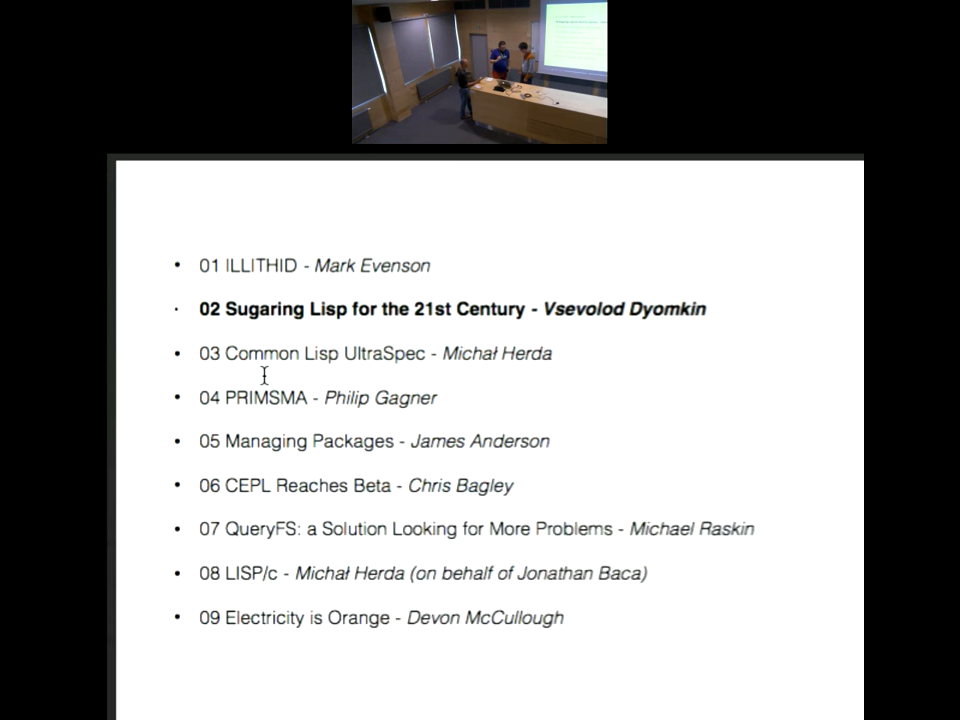 • 01 ILLITHID - Mark Evenson
• 02 Sugaring Lisp for the 21st Century - Vsevolod Dyomkin
• 03 Common Lisp UltraSpec - Michał Herda
• 04 PRIMSMA - Philip Gagner
• 05 Managing Packages - James Anderson
• 06 CEPL Reaches Beta - Chris Bagley
• 07 QueryFS: a Solution Looking for More Problems - Michael Raskin
• 08 LISP/c - Michał Herda (on behalf of Jonathan Baca)
• 09 Electricity is Orange - Devon McCullough